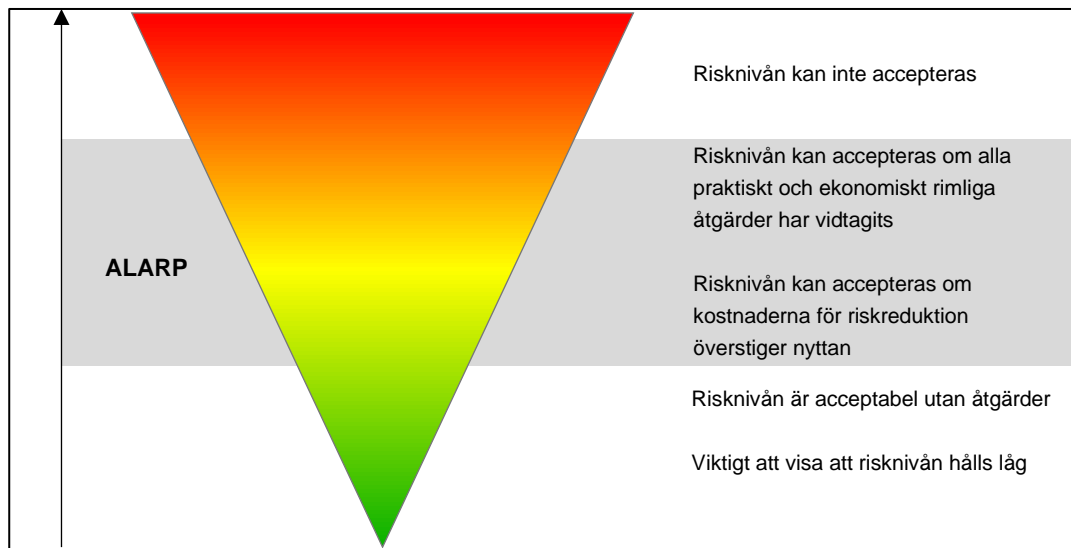 Risknivån kan inte accepteras
Risknivån kan accepteras om alla
praktiskt och ekonomiskt rimliga
åtgärder har vidtagits
ALARP
Risknivån kan accepteras om
kostnaderna för riskreduktion
överstiger nyttan
Risknivån är acceptabel utan åtgärder
Viktigt att visa att risknivån hålls låg